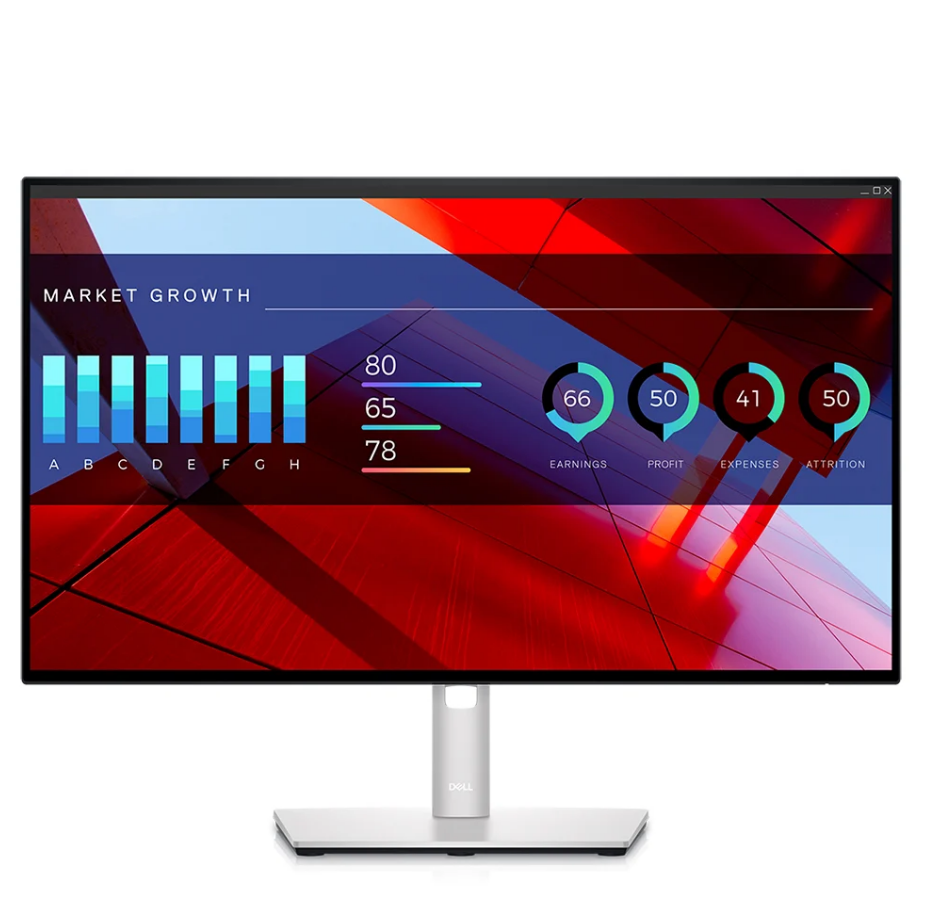 MARKET GROWTH
A B C D E F G H
80
65
78
66 50 41 50
EARNINGS PROFIT EXPENSES ATTRITION
DELL